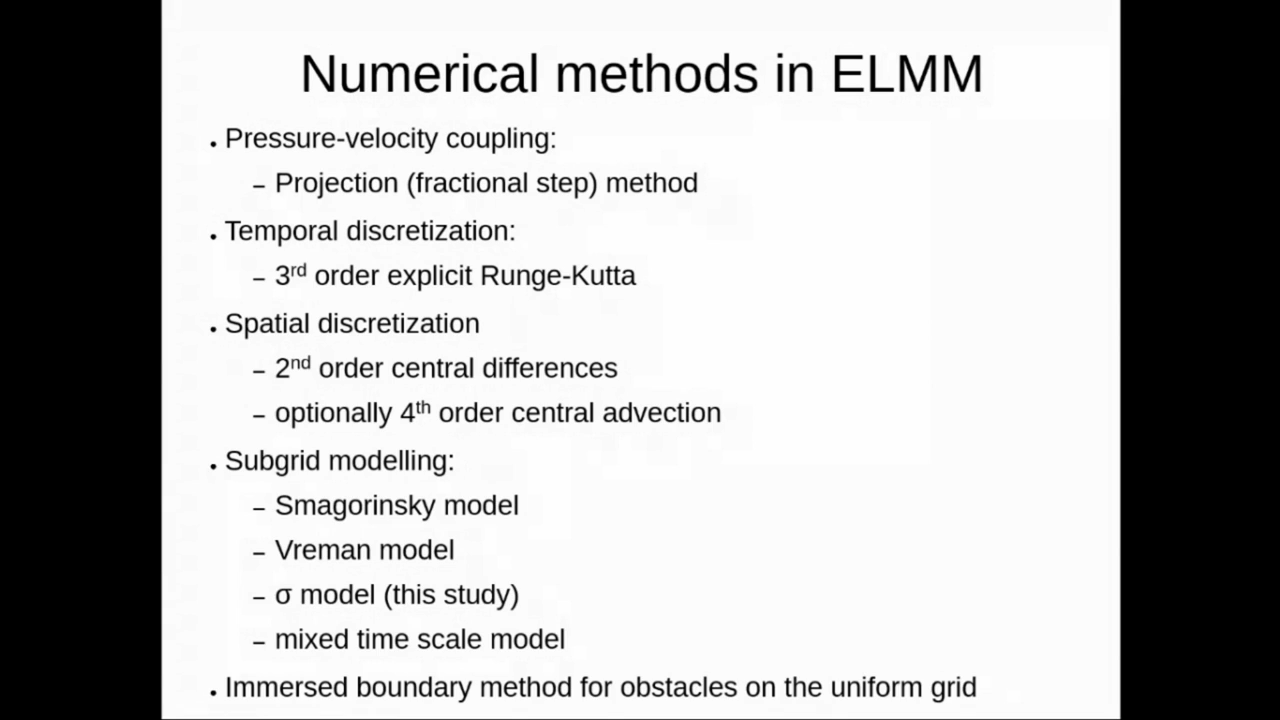 Numerical methods in ELMM
• Pressure-velocity coupling:
– Projection (fractional step) method
• Temporal discretization:
– 3rd order explicit Runge-Kutta
• Spatial discretization
– 2nd order central differences
– optionally 4th order central advection
• Subgrid modelling:
– Smagorinsky model
– Vreman model
– σ model (this study)
– mixed time scale model
• Immersed boundary method for obstacles on the uniform grid